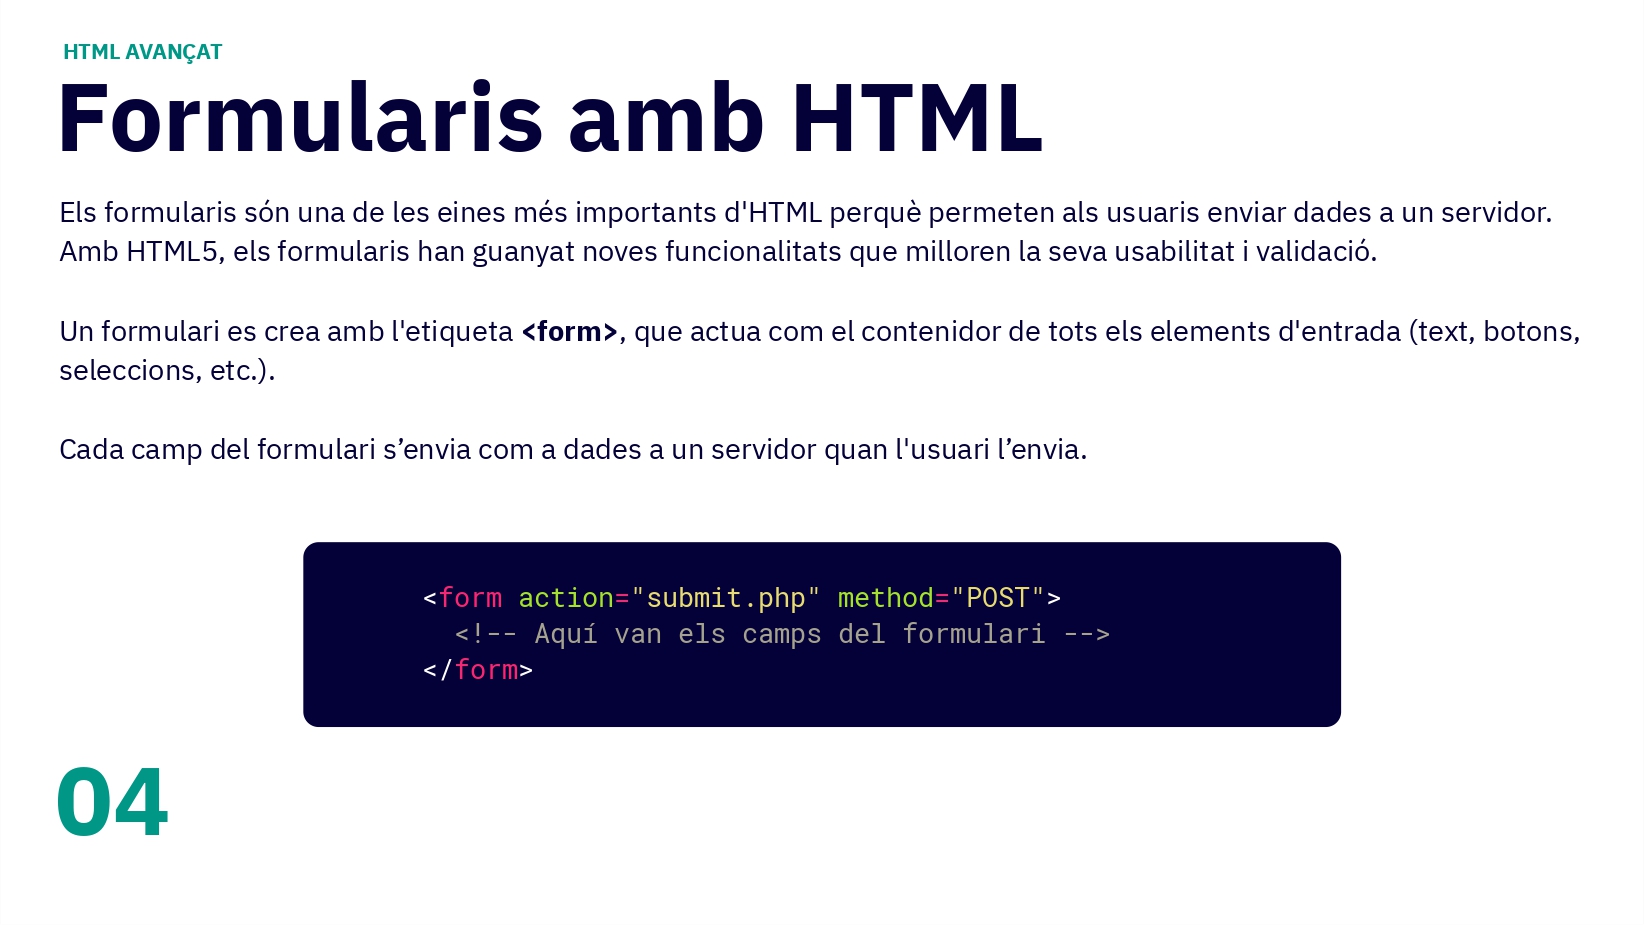 HTML AVANÇAT
Formularis amb HTML
Els formularis són una de les eines més importants d'HTML perquè permeten als usuaris enviar dades a un servidor.
Amb HTML5, els formularis han guanyat noves funcionalitats que milloren la seva usabilitat i validació.
Un formulari es crea amb l'etiqueta <form>, que actua com el contenidor de tots els elements d'entrada (text, botons,
seleccions, etc.).
Cada camp del formulari s’envia com a dades a un servidor quan l'usuari l’envia.
<form action="submit.php" method="POST">
<!-- Aquí van els camps del formulari -->
</form>
04